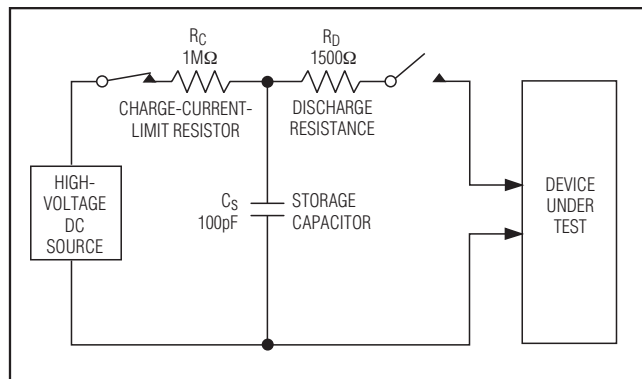 R_C
1MΩ
CHARGE-CURRENT-
LIMIT RESISTOR
R_D
1500Ω
DISCHARGE
RESISTANCE
HIGH-
VOLTAGE
DC
SOURCE
C_S
100pF
STORAGE
CAPACITOR
DEVICE
UNDER
TEST